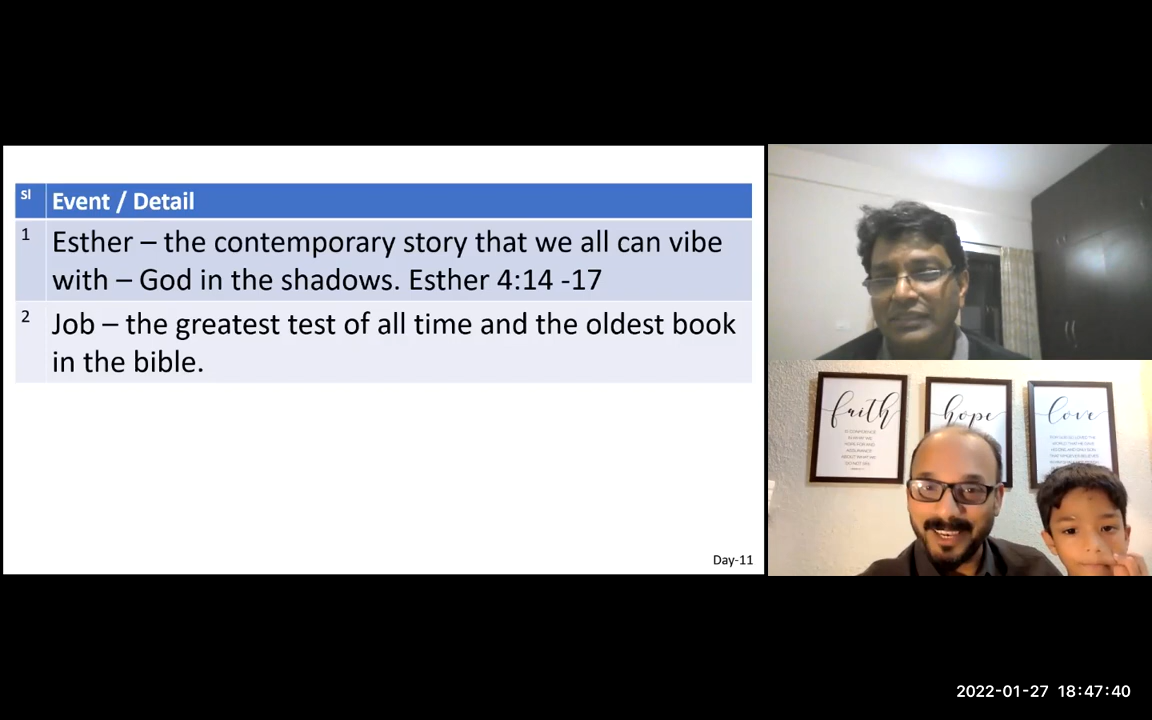 Sl Event / Detail
1 Esther – the contemporary story that we all can vibe
with – God in the shadows. Esther 4:14 -17
2 Job – the greatest test of all time and the oldest book
in the bible.
Day-11
faith
hope
love
2022-01-27 18:47:40